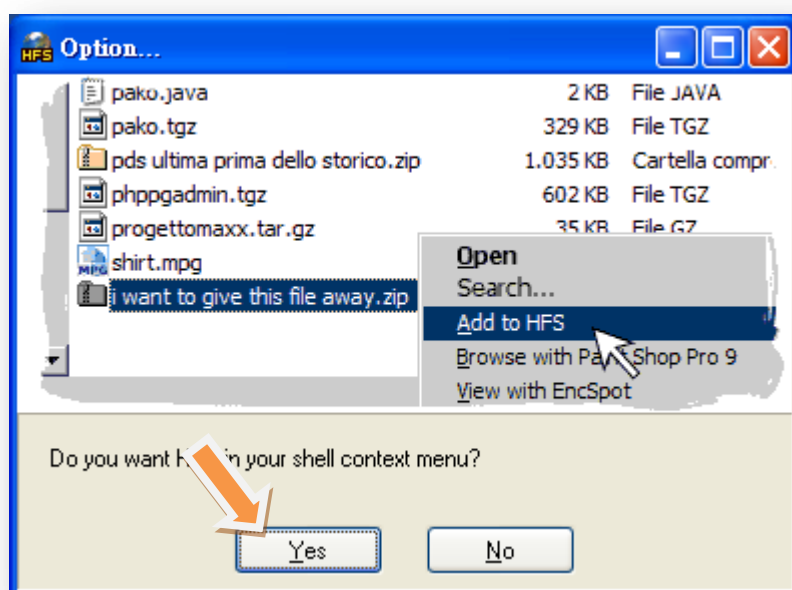 HFS Option...
pako.java 2 KB File JAVA
pako.tgz 329 KB File TGZ
pds ultima prima dello storico.zip 1.035 KB Cartella compr
phppgadmin.tgz 602 KB File TGZ
progettomaxx.tar.gz 35 KB File GZ
MPG shirt.mpg
Open
Search...
i want to give this file away.zip
Add to HFS
Browse with Shop Pro 9
View with EncSpot
Do you want in your shell context menu?
Yes No